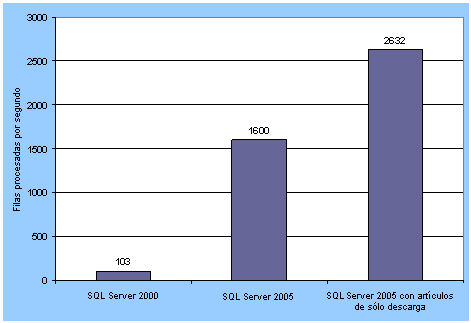 3000
2500
2000
1500
1000
500
0
Filas procesadas por segundo
103
1600
2632
SQL Server 2000
SQL Server 2005
SQL Server 2005 con artículos
de sólo descarga